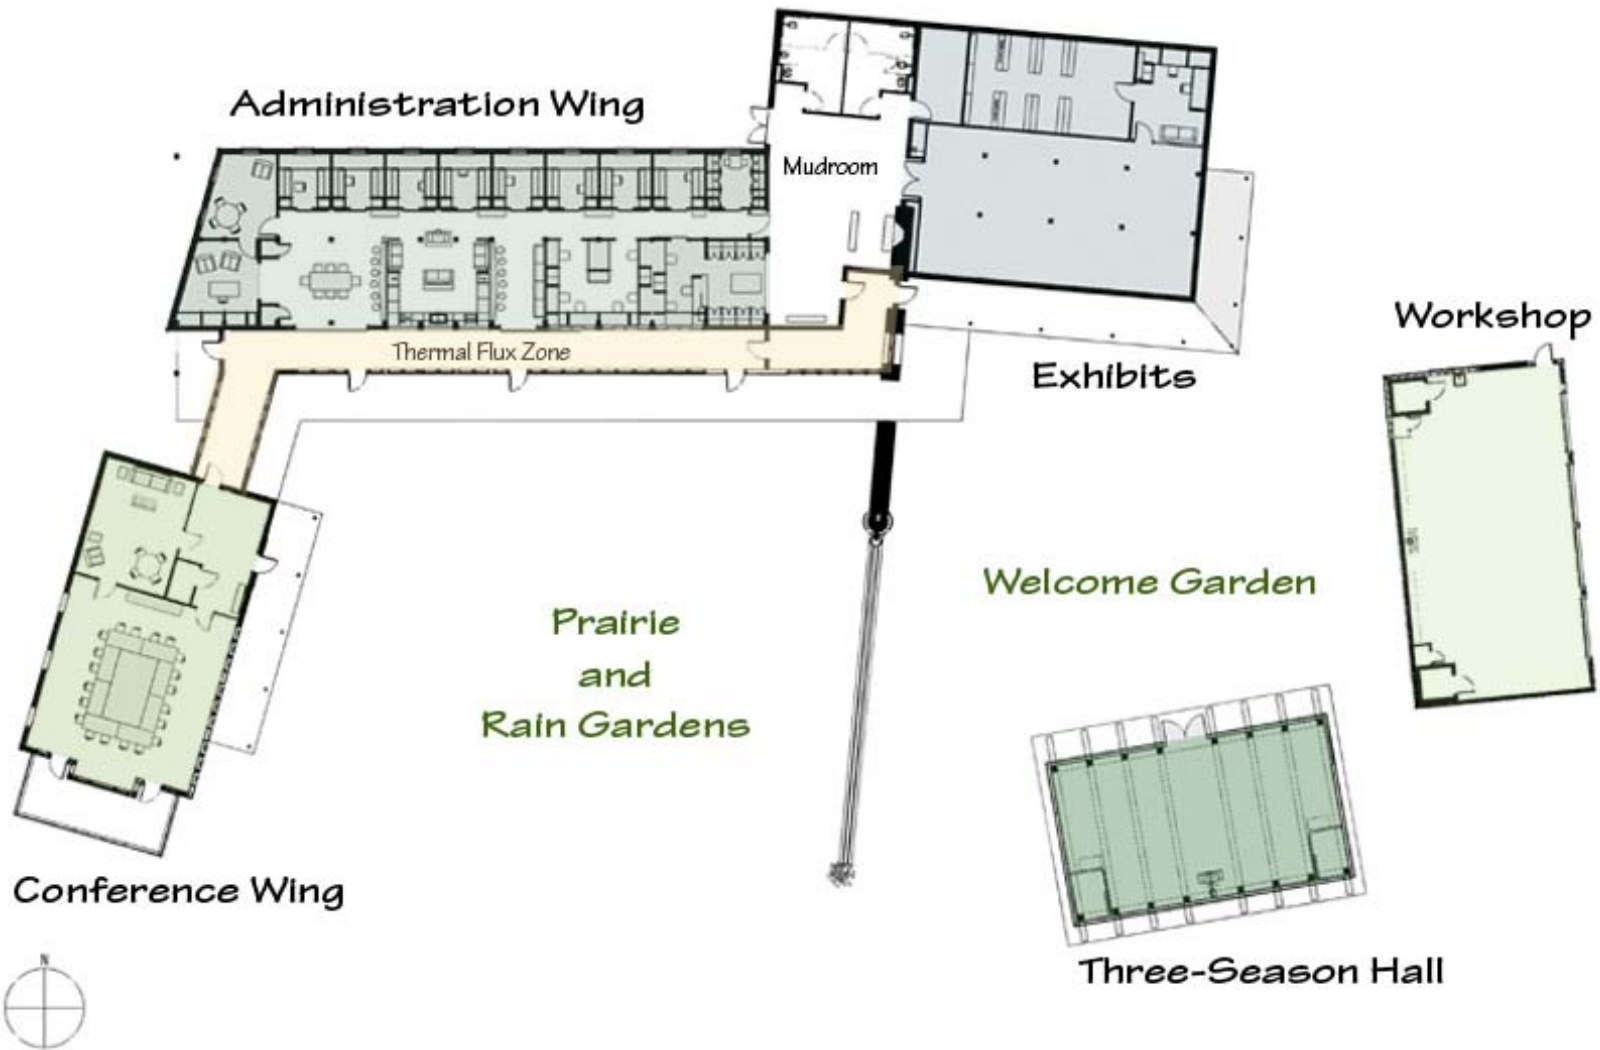 Administration Wing
Mudroom
Thermal Flux Zone
Exhibits
Workshop
Welcome Garden
Prairie
and
Rain Gardens
Conference Wing
Three-Season Hall
N